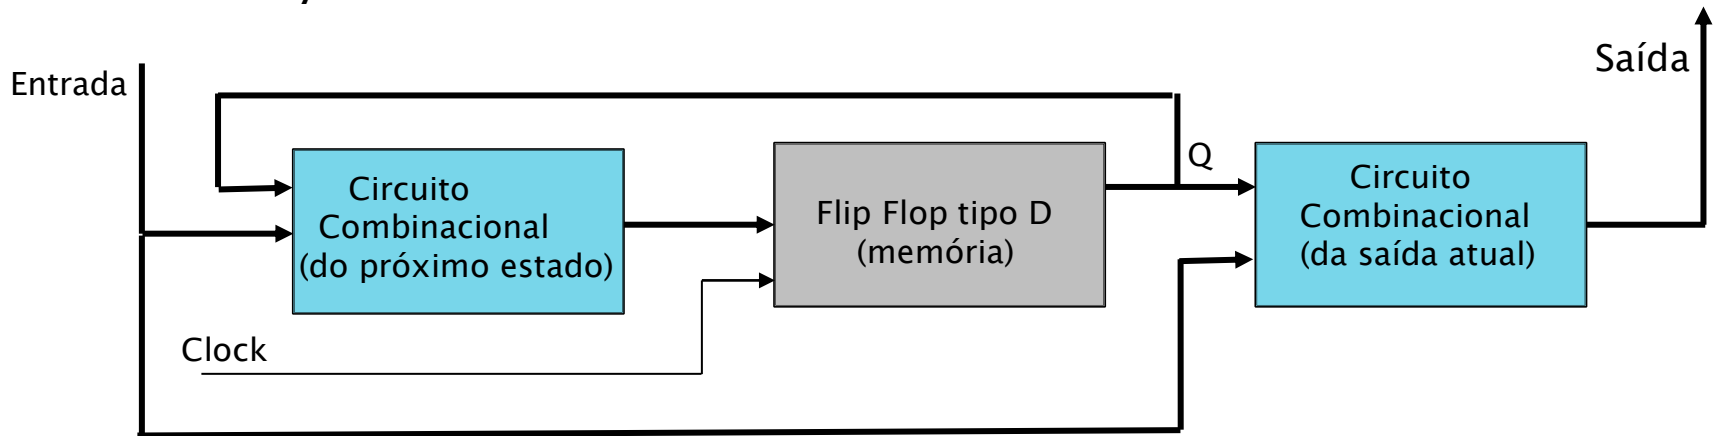 Saída
Entrada
Q
Circuito
Combinacional
(do próximo estado)
Flip Flop tipo D
(memória)
Circuito
Combinacional
(da saída atual)
Clock